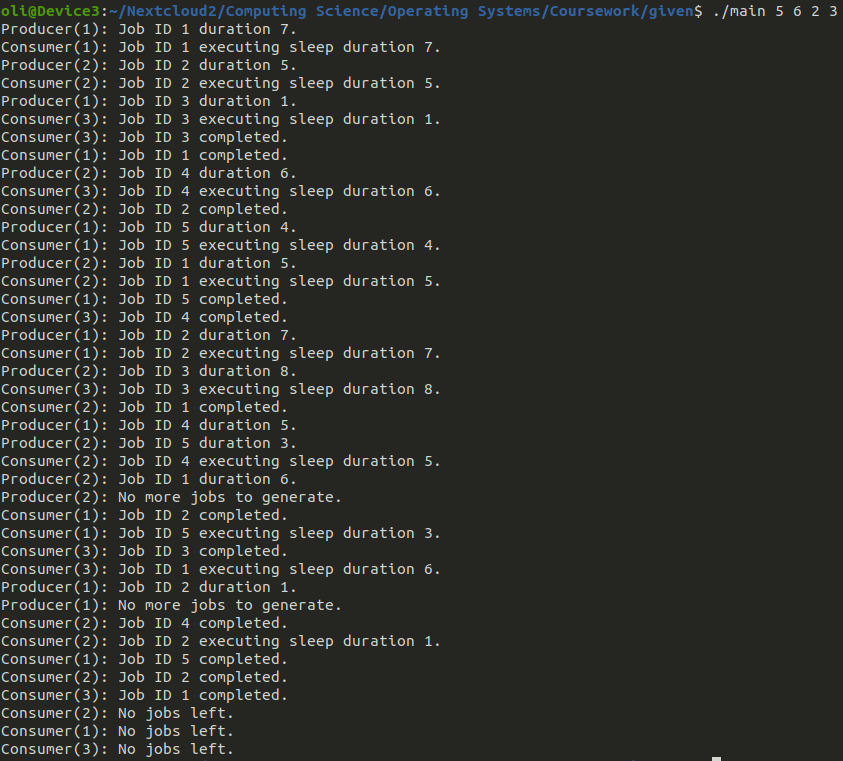 oli@Device3:~/Nextcloud2/Computing Science/Operating Systems/Coursework/given$ ./main 5 6 2 3
Producer(1): Job ID 1 duration 7.
Consumer(1): Job ID 1 executing sleep duration 7.
Producer(2): Job ID 2 duration 5.
Consumer(2): Job ID 2 executing sleep duration 5.
Producer(1): Job ID 3 duration 1.
Consumer(3): Job ID 3 executing sleep duration 1.
Consumer(3): Job ID 3 completed.
Consumer(1): Job ID 1 completed.
Producer(2): Job ID 4 duration 6.
Consumer(3): Job ID 4 executing sleep duration 6.
Consumer(2): Job ID 2 completed.
Producer(1): Job ID 5 duration 4.
Consumer(1): Job ID 5 executing sleep duration 4.
Producer(2): Job ID 1 duration 5.
Consumer(2): Job ID 1 executing sleep duration 5.
Consumer(1): Job ID 5 completed.
Consumer(3): Job ID 4 completed.
Producer(1): Job ID 2 duration 7.
Consumer(1): Job ID 2 executing sleep duration 7.
Producer(2): Job ID 3 duration 8.
Consumer(3): Job ID 3 executing sleep duration 8.
Consumer(2): Job ID 1 completed.
Producer(1): Job ID 4 duration 5.
Producer(2): Job ID 5 duration 3.
Consumer(2): Job ID 4 executing sleep duration 5.
Producer(2): Job ID 1 duration 6.
Producer(2): No more jobs to generate.
Consumer(1): Job ID 2 completed.
Consumer(1): Job ID 5 executing sleep duration 3.
Consumer(3): Job ID 3 completed.
Consumer(3): Job ID 1 executing sleep duration 6.
Producer(1): Job ID 2 duration 1.
Producer(1): No more jobs to generate.
Consumer(2): Job ID 4 completed.
Consumer(2): Job ID 2 executing sleep duration 1.
Consumer(1): Job ID 5 completed.
Consumer(2): Job ID 2 completed.
Consumer(3): Job ID 1 completed.
Consumer(2): No jobs left.
Consumer(1): No jobs left.
Consumer(3): No jobs left.